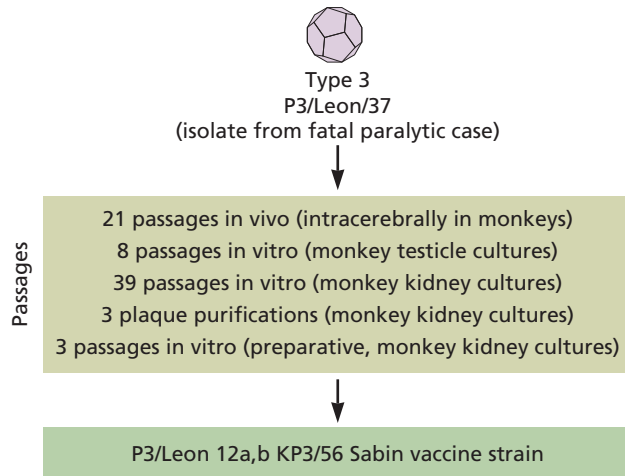 Type 3
P3/Leon/37
(isolate from fatal paralytic case)
Passages
21 passages in vivo (intracerebrally in monkeys)
8 passages in vitro (monkey testicle cultures)
39 passages in vitro (monkey kidney cultures)
3 plaque purifications (monkey kidney cultures)
3 passages in vitro (preparative, monkey kidney cultures)
P3/Leon 12a,b KP3/56 Sabin vaccine strain